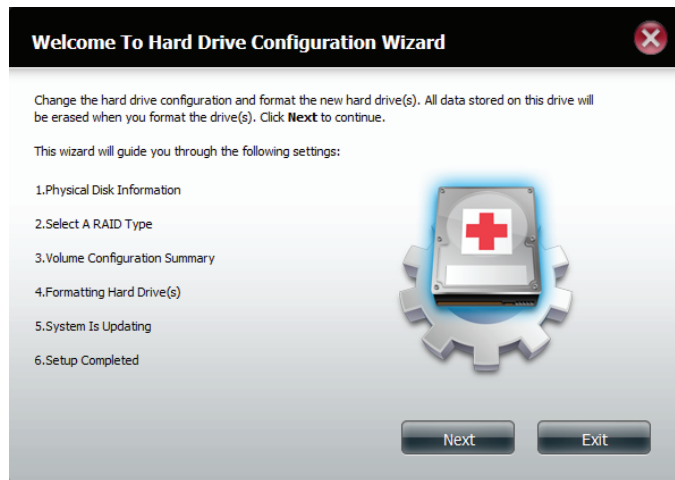 Welcome To Hard Drive Configuration Wizard
Change the hard drive configuration and format the new hard drive(s). All data stored on this drive will
be erased when you format the drive(s). Click Next to continue.
This wizard will guide you through the following settings:
1.Physical Disk Information
2.Select A RAID Type
3.Volume Configuration Summary
4.Formatting Hard Drive(s)
5.System Is Updating
6.Setup Completed
Next
Exit